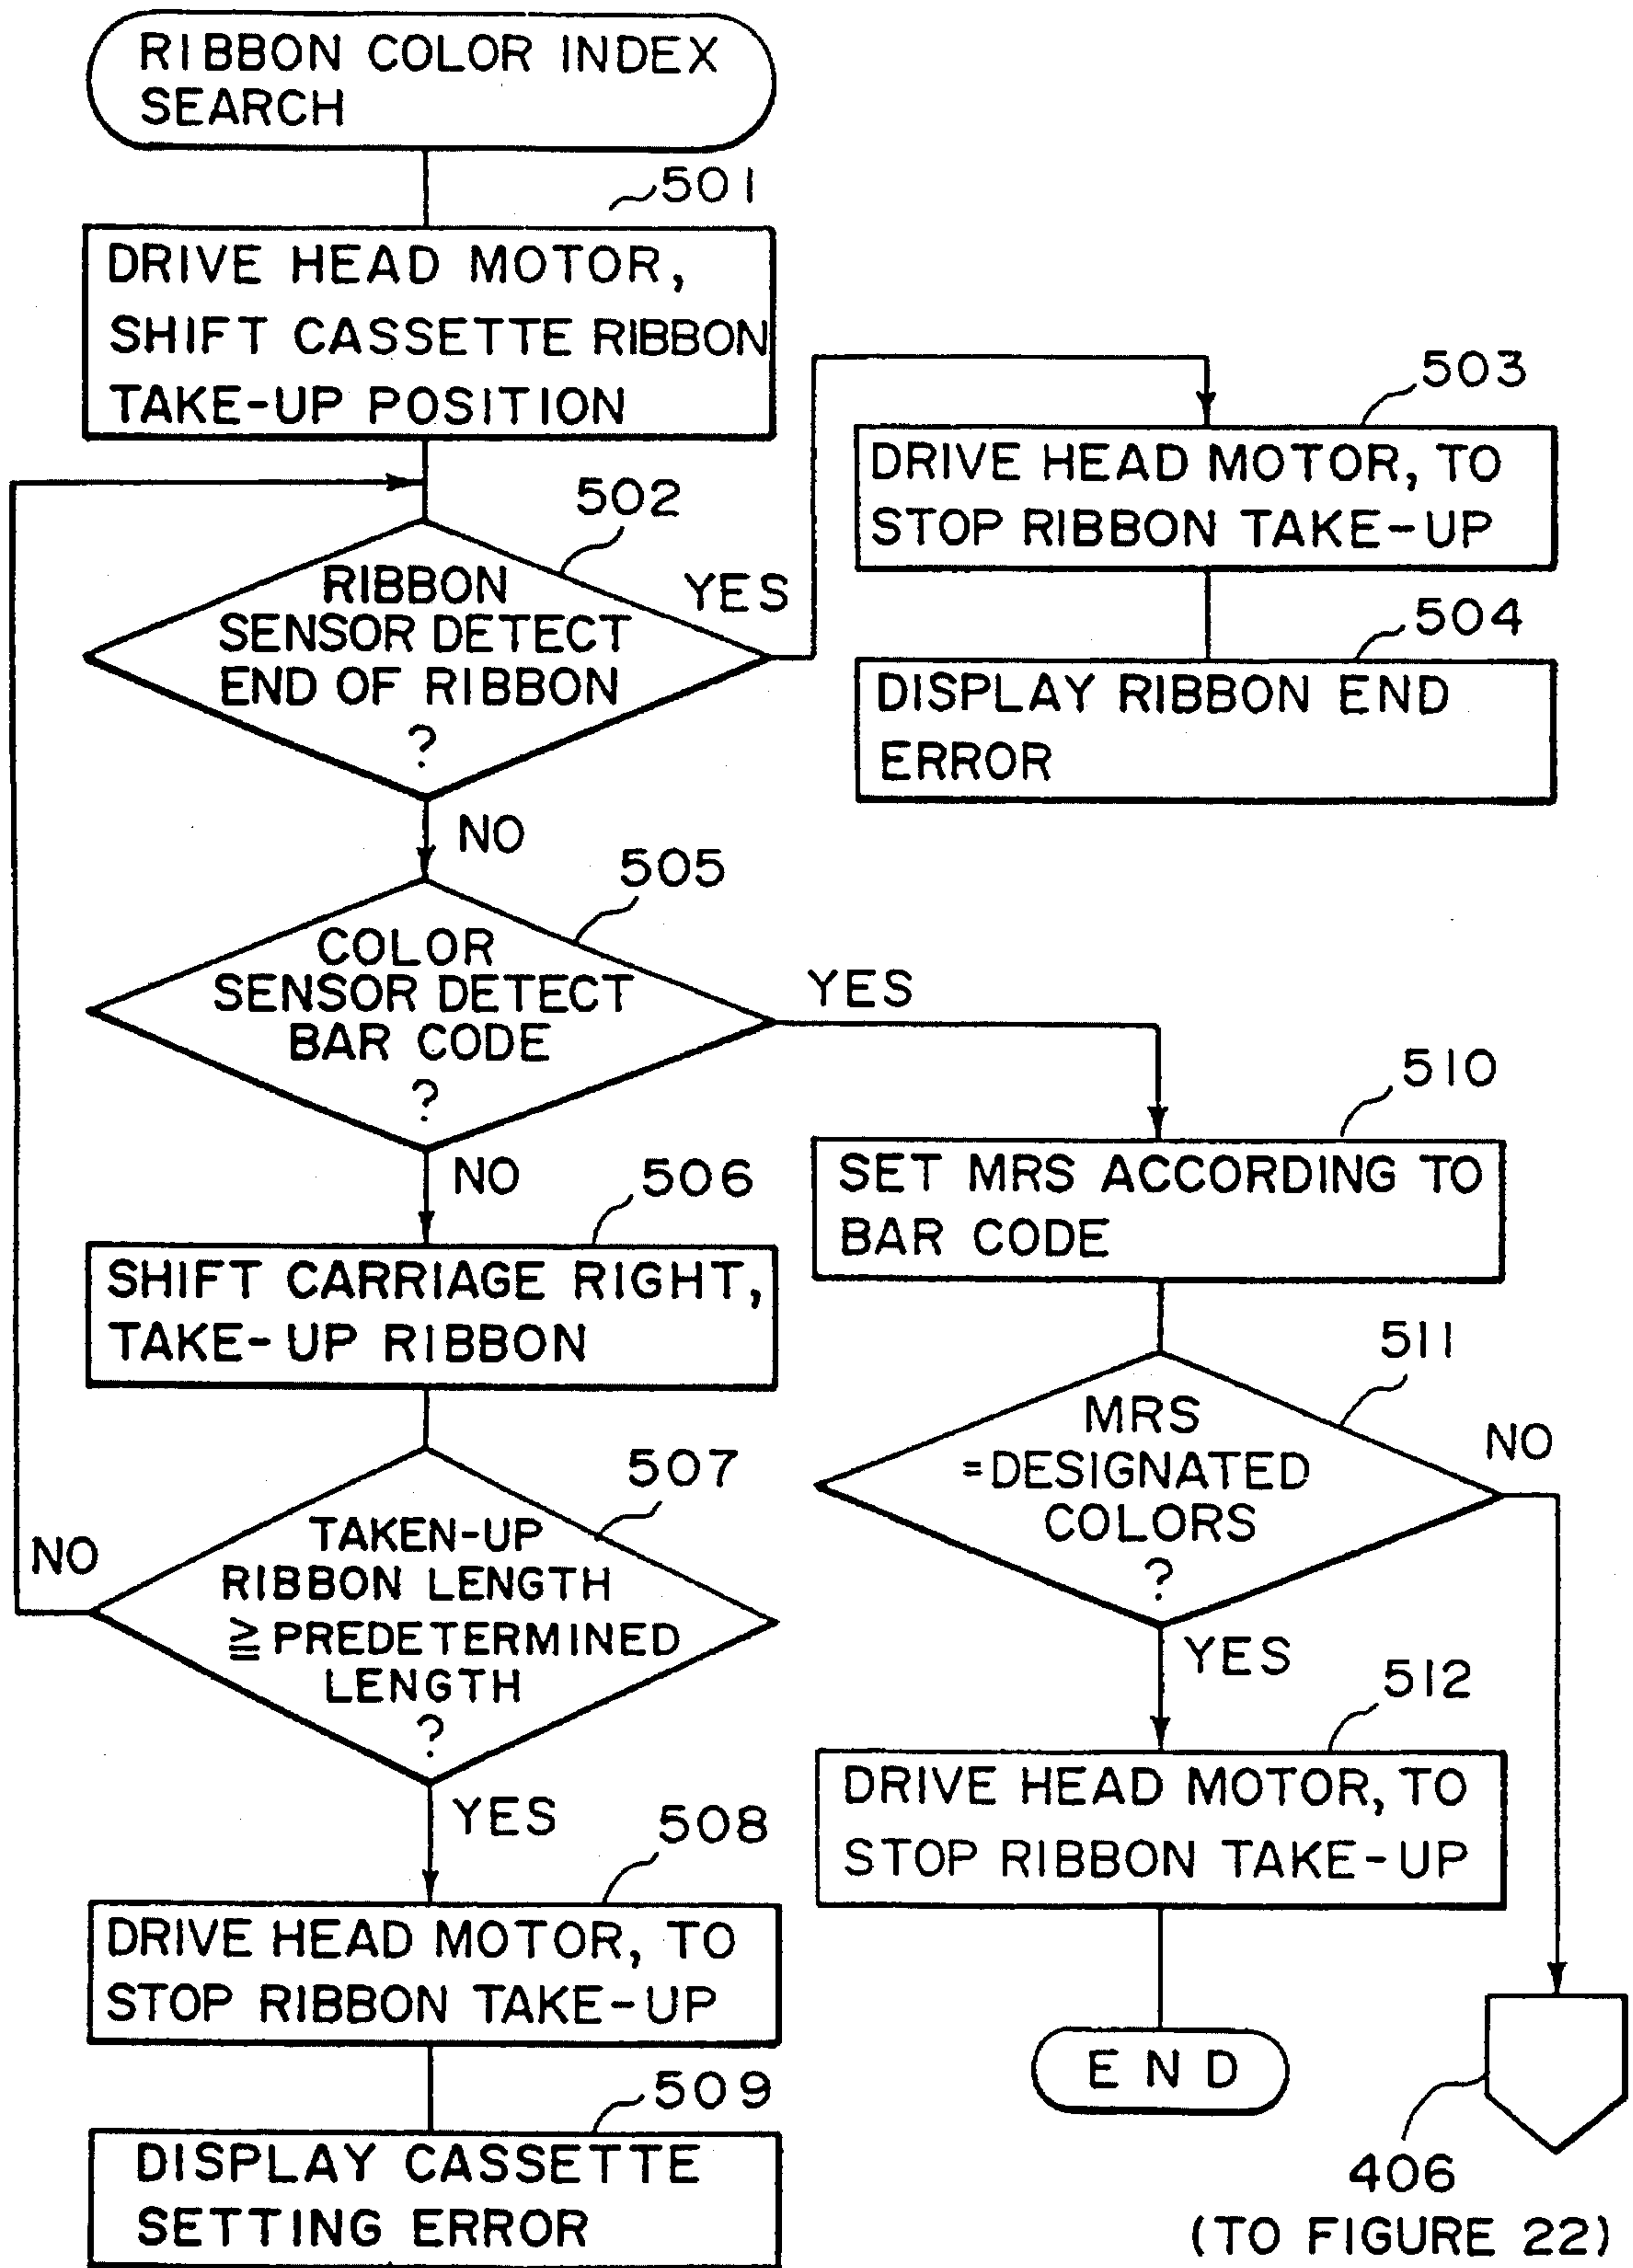 RIBBON COLOR INDEX
SEARCH
501
DRIVE HEAD MOTOR,
SHIFT CASSETTE RIBBON
TAKE-UP POSITION
502
RIBBON
SENSOR DETECT
END OF RIBBON
?
YES
NO
503
DRIVE HEAD MOTOR, TO
STOP RIBBON TAKE-UP
504
DISPLAY RIBBON END
ERROR
505
COLOR
SENSOR DETECT
BAR CODE
?
YES
NO
506
SHIFT CARRIAGE RIGHT,
TAKE-UP RIBBON
507
TAKEN-UP
RIBBON LENGTH
≧ PREDETERMINED
LENGTH
?
NO
YES
508
DRIVE HEAD MOTOR, TO
STOP RIBBON TAKE-UP
509
DISPLAY CASSETTE
SETTING ERROR
510
SET MRS ACCORDING TO
BAR CODE
511
MRS
=DESIGNATED
COLORS
?
NO
YES
512
DRIVE HEAD MOTOR, TO
STOP RIBBON TAKE-UP
END
406
(TO FIGURE 22)